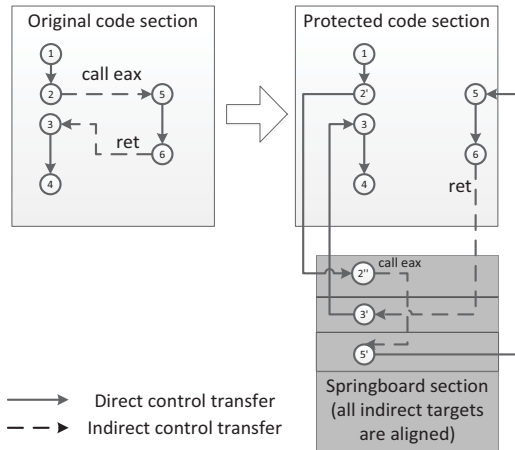 Original code section
Protected code section
1
call eax
2
5
3
ret
6
4
1
2'
5
3
6
4
ret
2''
call eax
3'
5'
Springboard section
(all indirect targets
are aligned)
Direct control transfer
Indirect control transfer